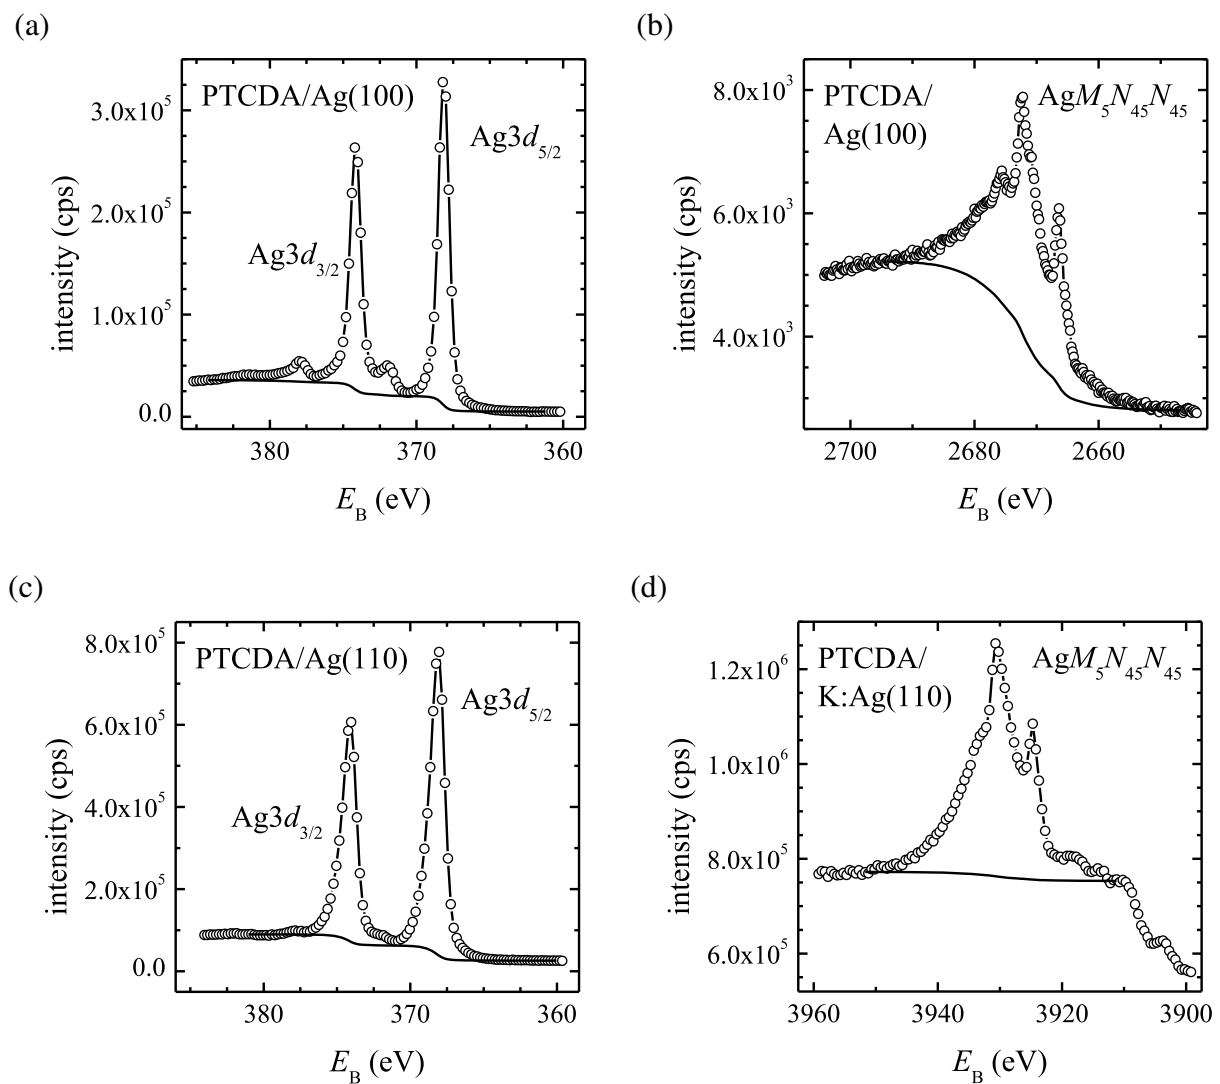 (a)
PTCDA/Ag(100)
Ag3d5/2
Ag3d3/2
3.0x10^5
2.0x10^5
1.0x10^5
0.0
intensity (cps)
380 370 360
E_B (eV)
(b)
PTCDA/
Ag(100)
AgM5N45N45
8.0x10^3
6.0x10^3
4.0x10^3
intensity (cps)
2700 2680 2660
E_B (eV)
(c)
PTCDA/Ag(110)
Ag3d5/2
Ag3d3/2
8.0x10^5
6.0x10^5
4.0x10^5
2.0x10^5
0.0
intensity (cps)
380 370 360
E_B (eV)
(d)
PTCDA/
K:Ag(110)
AgM5N45N45
1.2x10^6
1.0x10^6
8.0x10^5
6.0x10^5
intensity (cps)
3960 3940 3920 3900
E_B (eV)